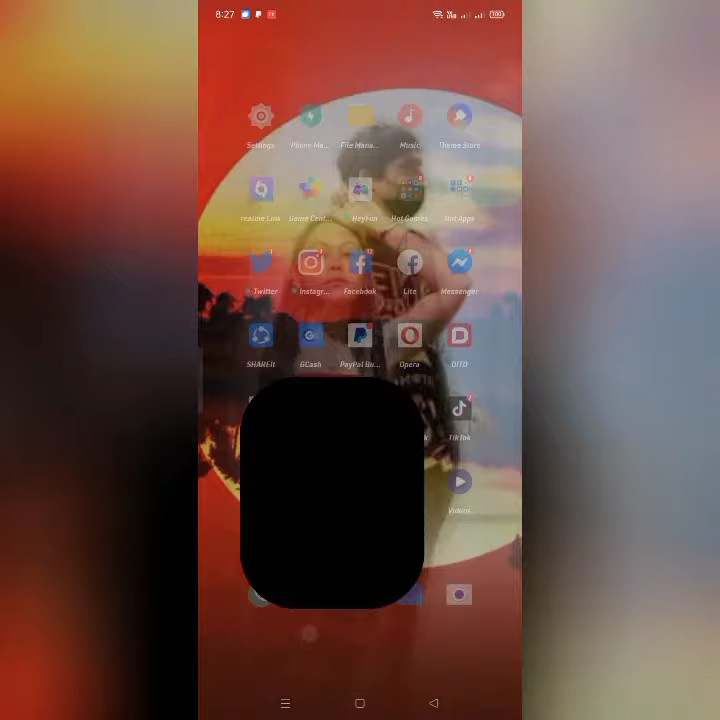 8:27
Settings Phone Ma... File Mana... Music Theme Store
realme Link Game Cent... HeyFun Hot Games Hot Apps
Twitter Instagr... Facebook Lite Messenger
SHAREit GCash PayPal Bu... Opera DITO
k TikTok
Videos